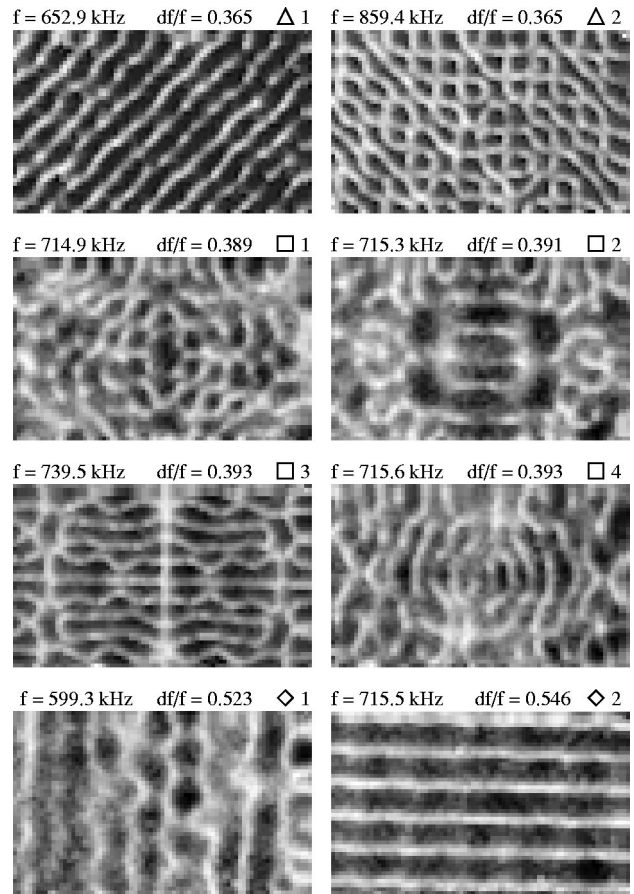 f = 652.9 kHz df/f = 0.365 △ 1
f = 859.4 kHz df/f = 0.365 △ 2
f = 714.9 kHz df/f = 0.389 □ 1
f = 715.3 kHz df/f = 0.391 □ 2
f = 739.5 kHz df/f = 0.393 □ 3
f = 715.6 kHz df/f = 0.393 □ 4
f = 599.3 kHz df/f = 0.523 ◇ 1
f = 715.5 kHz df/f = 0.546 ◇ 2